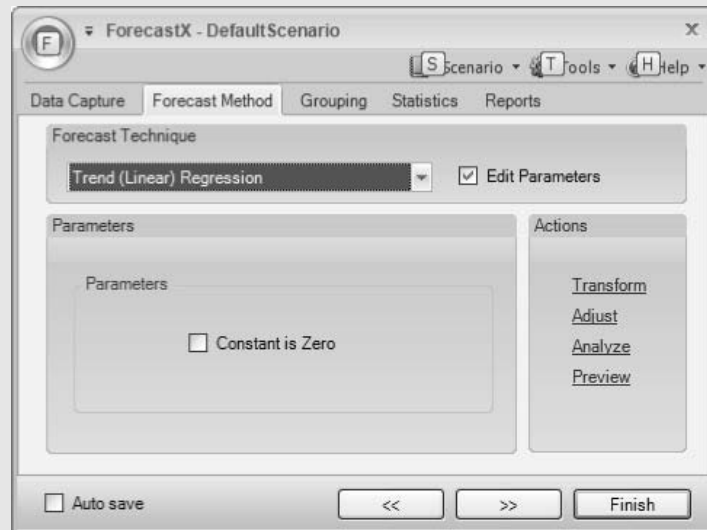 F
ForecastX - DefaultScenario
X
S Scenario T Tools H Help
Data Capture Forecast Method Grouping Statistics Reports
Forecast Technique
Trend (Linear) Regression Edit Parameters
Parameters Actions
Parameters
Constant is Zero
Transform
Adjust
Analyze
Preview
Auto save << >> Finish